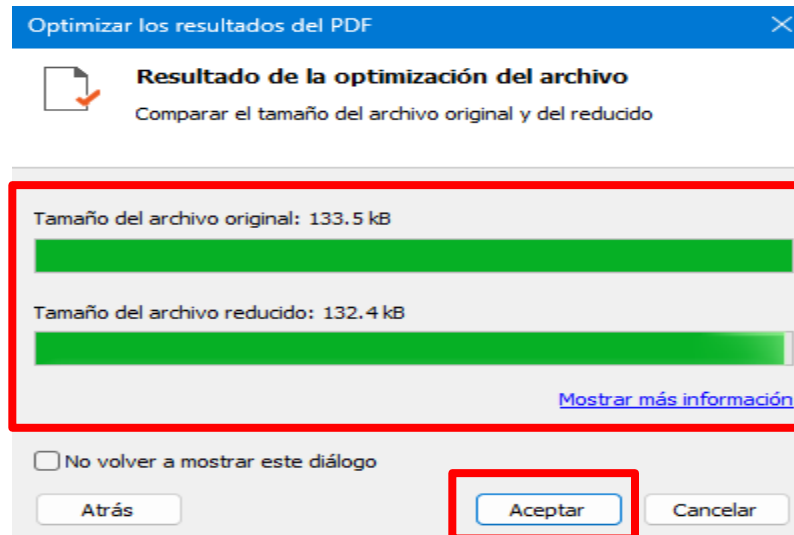 Optimizar los resultados del PDF
Resultado de la optimización del archivo
Comparar el tamaño del archivo original y del reducido
Tamaño del archivo original: 133.5 kB
Tamaño del archivo reducido: 132.4 kB
Mostrar más información
No volver a mostrar este diálogo
Atrás Aceptar Cancelar